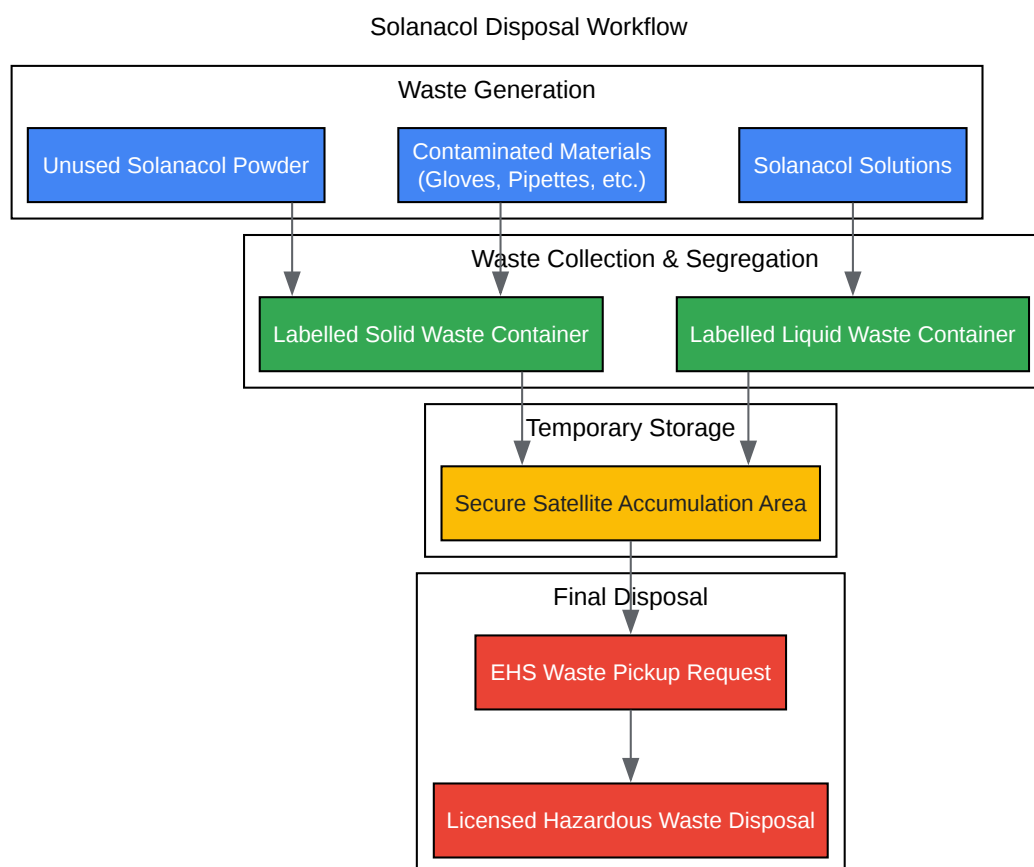 Solanacol Disposal Workflow
Waste Generation
Unused Solanacol Powder
Contaminated Materials
(Gloves, Pipettes, etc.)
Solanacol Solutions
Waste Collection & Segregation
Labelled Solid Waste Container
Labelled Liquid Waste Container
Temporary Storage
Secure Satellite Accumulation Area
Final Disposal
EHS Waste Pickup Request
Licensed Hazardous Waste Disposal